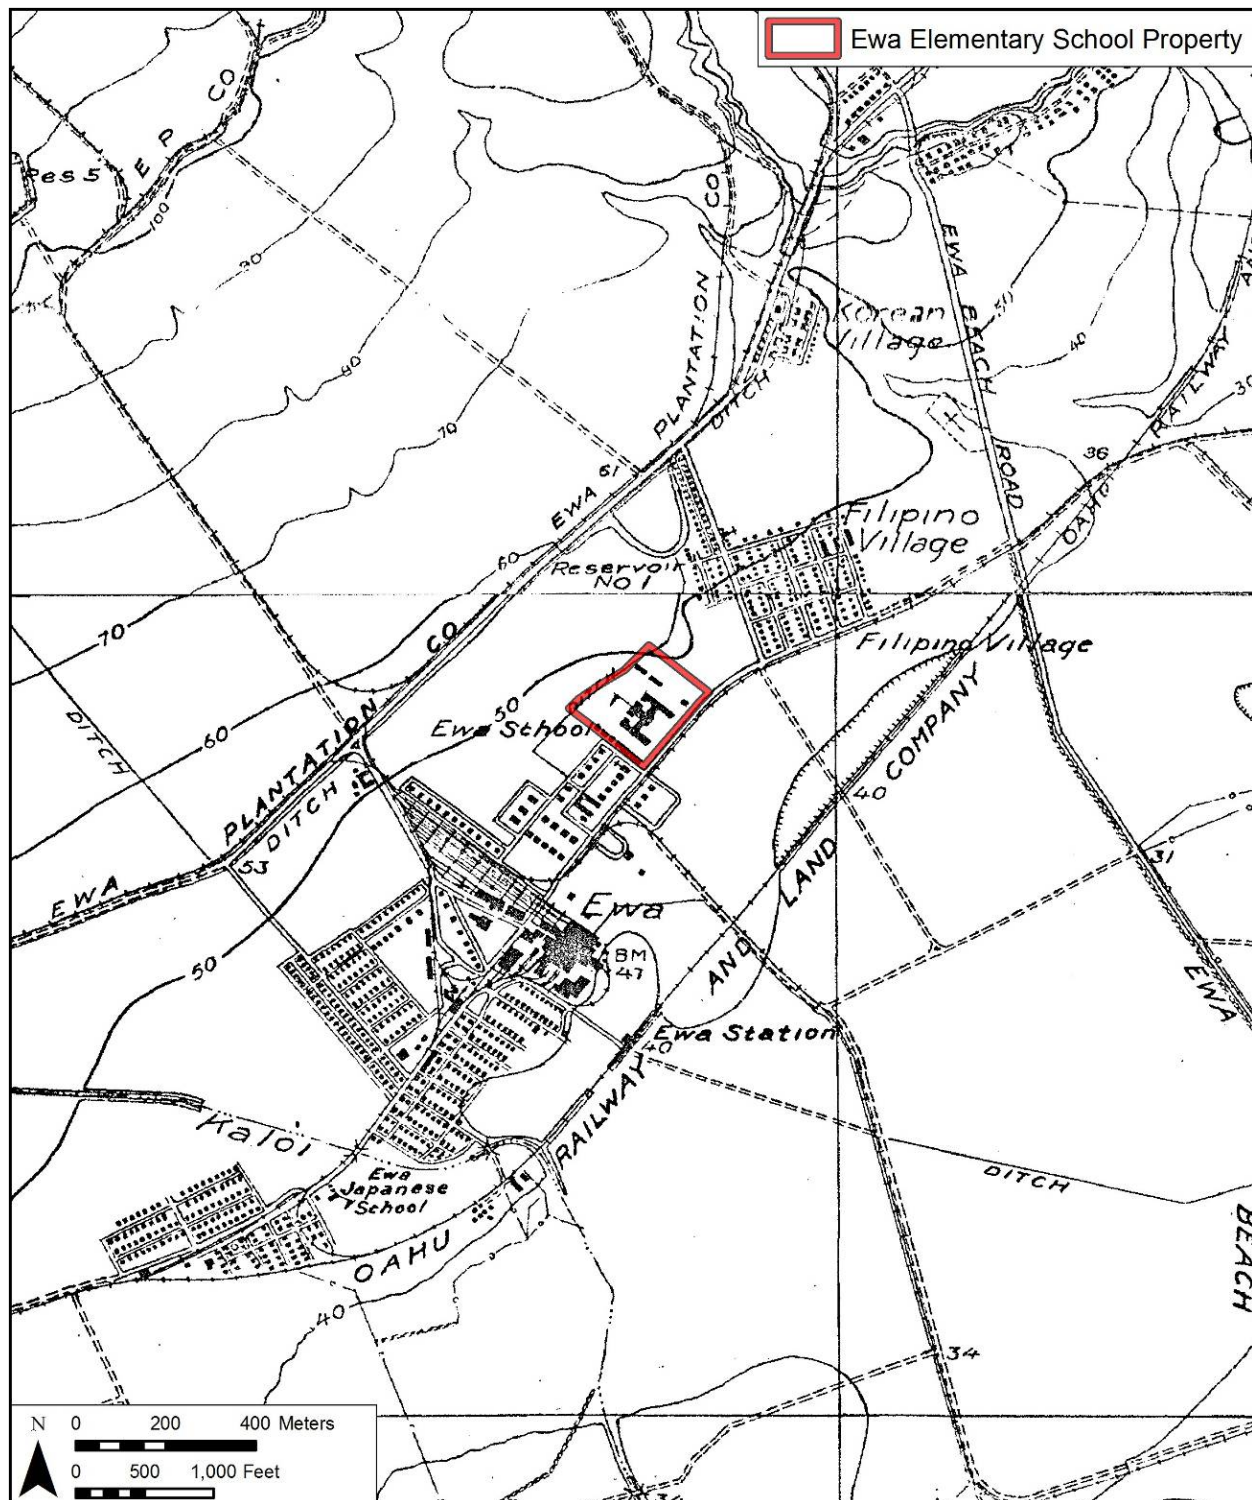 Ewa Elementary School Property
CO
E P
Res 5
100
90
80
70
CO
PLANTATION
DITCH
Korean
Village
EWA
BEACH
ROAD
50
40
30
RAILWAY
OAHU
36
61
EWA
60
Reservoir
NO 1
Filipino
Village
Filipino Village
70
60
50
DITCH
CO
PLANTATION
DITCH
EWA
53
50
DITCH
Ewa School
COMPANY
40
LAND
AND
31
EWA
Ewa
BM
47
Ewa Station
40
RAILWAY
Kaloi
Ewa
Japanese
School
OAHU
40
DITCH
BEACH
34
N
0 200 400 Meters
0 500 1,000 Feet